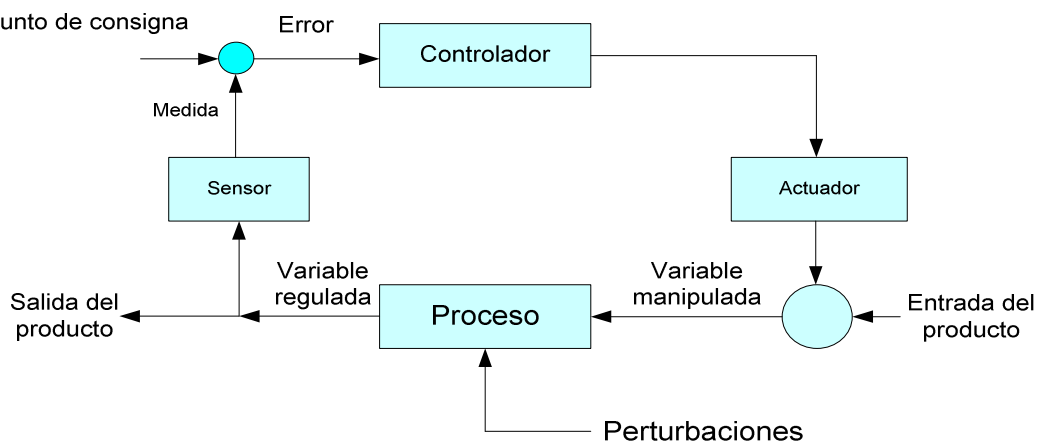 unto de consigna
Error
Controlador
Medida
Sensor
Actuador
Variable
regulada
Variable
manipulada
Salida del
producto
Proceso
Entrada del
producto
Perturbaciones